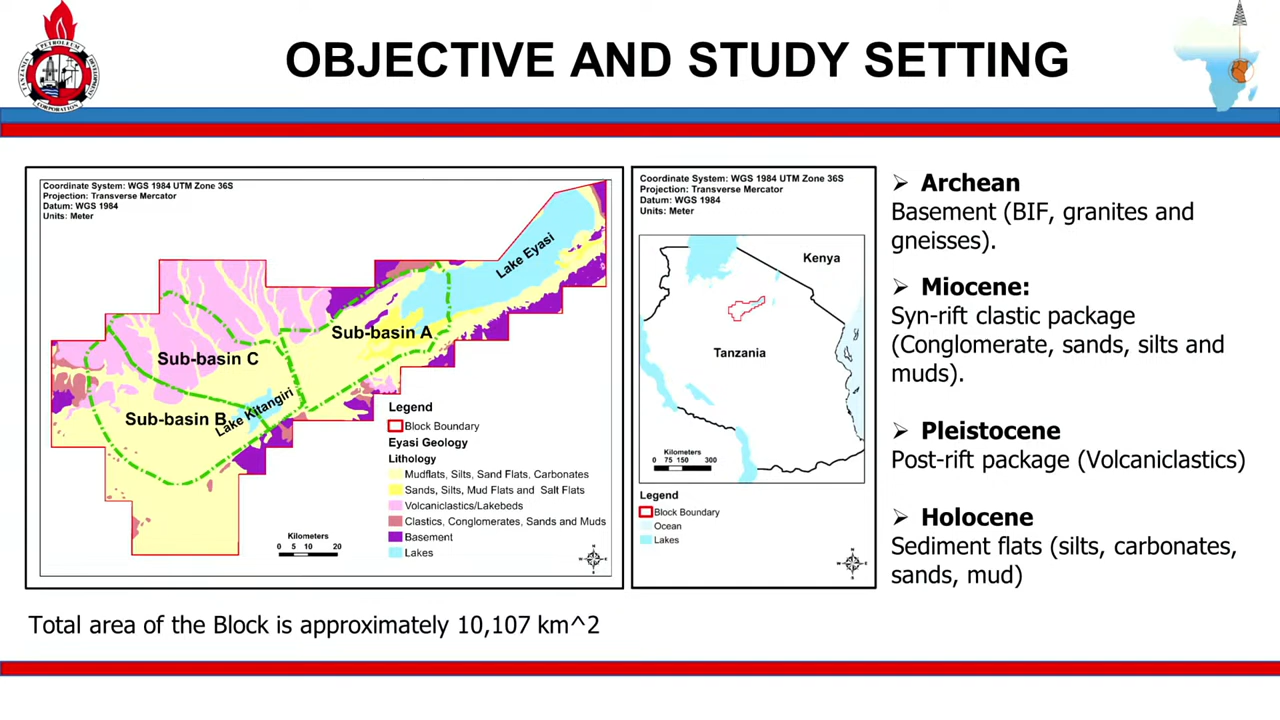 OBJECTIVE AND STUDY SETTING
TANZANIA PETROLEUM DEVELOPMENT
CORPORATION
Coordinate System: WGS 1984 UTM Zone 36S
Projection: Transverse Mercator
Datum: WGS 1984
Units: Meter
Lake Eyasi
Sub-basin A
Sub-basin C
Sub-basin B
Lake Kitangiri
Legend
Block Boundary
Eyasi Geology
Lithology
Mudflats, Silts, Sand Flats, Carbonates
Sands, Silts, Mud Flats and Salt Flats
Volcaniclastics/Lakebeds
Clastics, Conglomerates, Sands and Muds
Basement
Lakes
Kilometers
0 5 10 20
N
W E
S
Coordinate System: WGS 1984 UTM Zone 36S
Projection: Transverse Mercator
Datum: WGS 1984
Units: Meter
Kenya
Tanzania
Kilometers
0 75 150 300
Legend
Block Boundary
Ocean
Lakes
N
W E
S
➢ Archean
Basement (BIF, granites and
gneisses).
➢ Miocene:
Syn-rift clastic package
(Conglomerate, sands, silts and
muds).
➢ Pleistocene
Post-rift package (Volcaniclastics)
➢ Holocene
Sediment flats (silts, carbonates,
sands, mud)
Total area of the Block is approximately 10,107 km^2